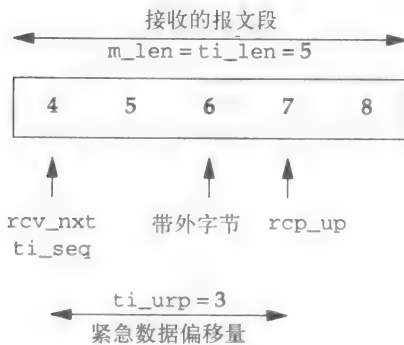 接收的报文段
m_len=ti_len=5
4 5 6 7 8
rcv_nxt 带外字节 rcp_up
ti_seq
ti_urp=3
紧急数据偏移量